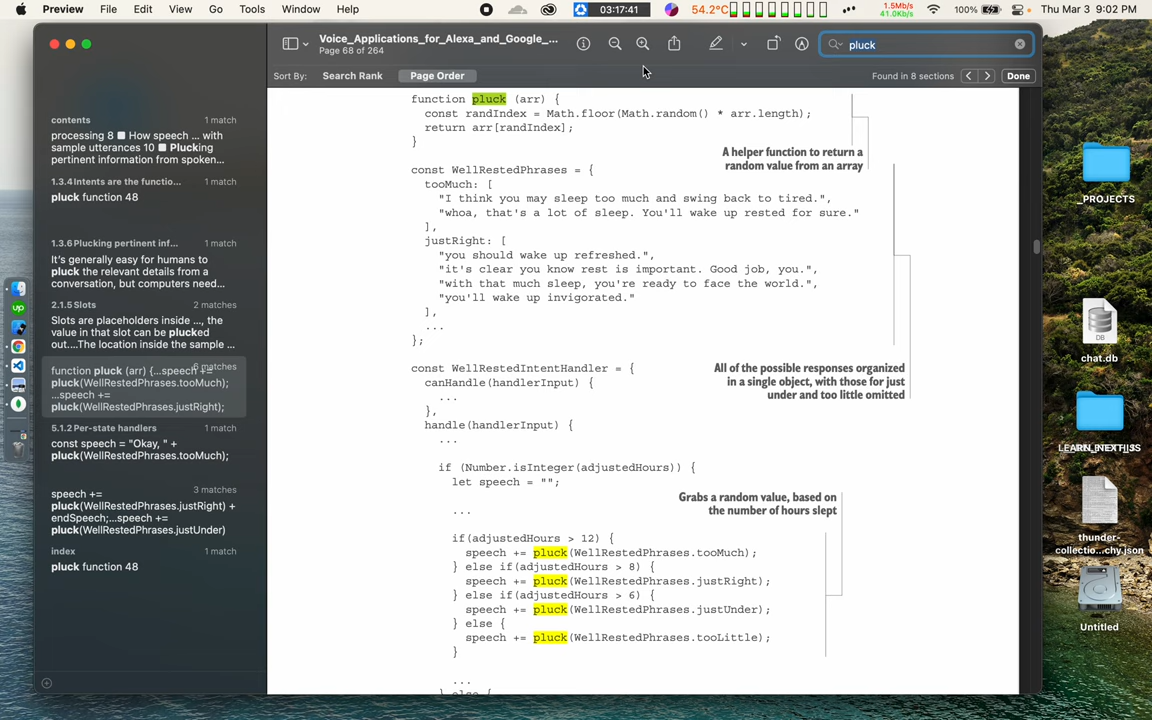 Preview File Edit View Go Tools Window Help
03:17:41
54.2°C
1.5Mb/s
41.0Kb/s
100%
Thu Mar 3 9:02 PM
Voice_Applications_for_Alexa_and_Google_...
Page 68 of 264
pluck
Sort By: Search Rank Page Order
Found in 8 sections
Done
contents 1 match
processing 8 ■ How speech ... with
sample utterances 10 ■ Plucking
pertinent information from spoken...
1.3.4 Intents are the functio... 1 match
pluck function 48
1.3.6 Plucking pertinent inf... 1 match
It's generally easy for humans to
pluck the relevant details from a
conversation, but computers need...
2.1.5 Slots 2 matches
Slots are placeholders inside ..., the
value in that slot can be plucked
out....The location inside the sample ...
matches
function pluck (arr) {...speech +=
pluck(WellRestedPhrases.tooMuch);
...speech +=
pluck(WellRestedPhrases.justRight);
5.1.2 Per-state handlers 1 match
const speech = "Okay, " +
pluck(WellRestedPhrases.tooMuch);
3 matches
speech +=
pluck(WellRestedPhrases.justRight) +
endSpeech;...speech +=
pluck(WellRestedPhrases.justUnder)
index 1 match
pluck function 48
function pluck (arr) {
const randIndex = Math.floor(Math.random() * arr.length);
return arr[randIndex];
}
A helper function to return a
random value from an array
const WellRestedPhrases = {
tooMuch: [
"I think you may sleep too much and swing back to tired.",
"whoa, that's a lot of sleep. You'll wake up rested for sure."
],
justRight: [
"you should wake up refreshed.",
"it's clear you know rest is important. Good job, you.",
"with that much sleep, you're ready to face the world.",
"you'll wake up invigorated."
],
...
};
All of the possible responses organized
in a single object, with those for just
under and too little omitted
const WellRestedIntentHandler = {
canHandle(handlerInput) {
...
},
handle(handlerInput) {
...
if (Number.isInteger(adjustedHours)) {
let speech = "";
...
Grabs a random value, based on
the number of hours slept
if(adjustedHours > 12) {
speech += pluck(WellRestedPhrases.tooMuch);
} else if(adjustedHours > 8) {
speech += pluck(WellRestedPhrases.justRight);
} else if(adjustedHours > 6) {
speech += pluck(WellRestedPhrases.justUnder);
} else {
speech += pluck(WellRestedPhrases.tooLittle);
}
...
} else {
up
_PROJECTS
DB
chat.db
LEARN_NEXTJS
thunder-
collectio...chy.json
Untitled